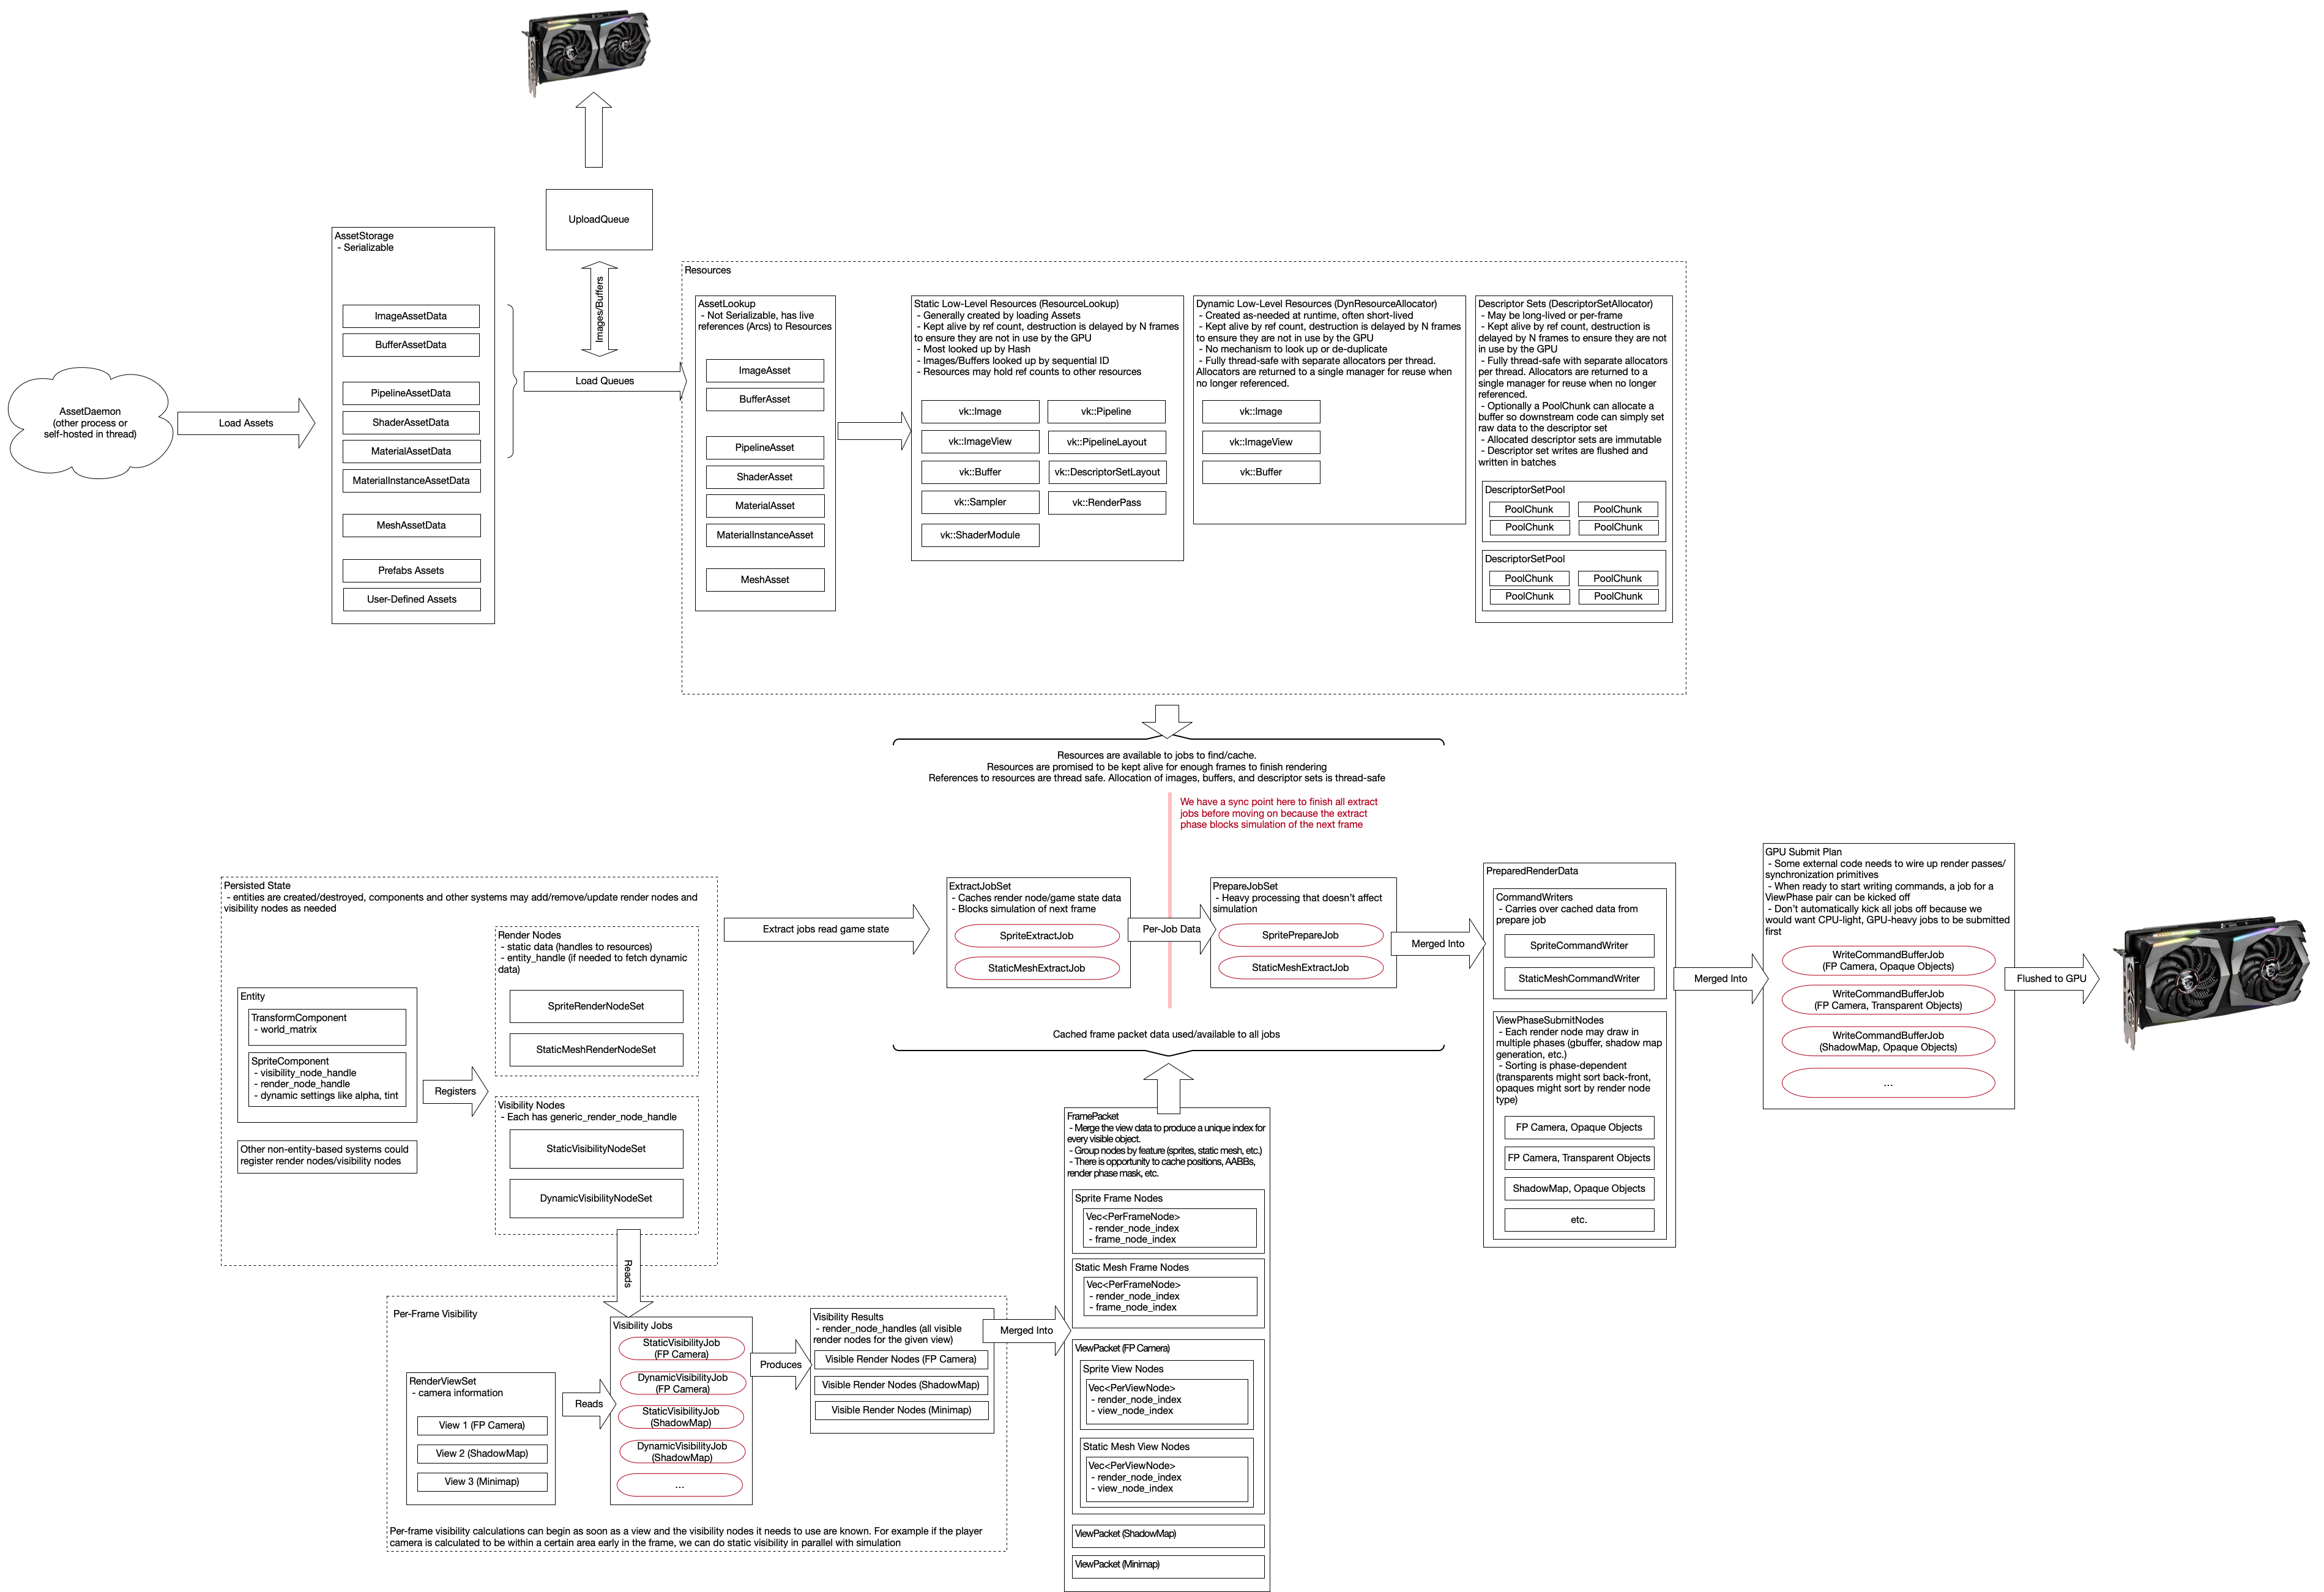 UploadQueue
Images/Buffers
AssetStorage
- Serializable
ImageAssetData
BufferAssetData
PipelineAssetData
ShaderAssetData
MaterialAssetData
MaterialInstanceAssetData
MeshAssetData
Prefabs Assets
User-Defined Assets
AssetDaemon
(other process or
self-hosted in thread)
Load Assets
Load Queues
Resources
AssetLookup
- Not Serializable, has live
references (Arcs) to Resources
ImageAsset
BufferAsset
PipelineAsset
ShaderAsset
MaterialAsset
MaterialInstanceAsset
MeshAsset
Static Low-Level Resources (ResourceLookup)
- Generally created by loading Assets
- Kept alive by ref count, destruction is delayed by N frames
to ensure they are not in use by the GPU
- Most looked up by Hash
- Images/Buffers looked up by sequential ID
- Resources may hold ref counts to other resources
vk::Image
vk::Pipeline
vk::ImageView
vk::PipelineLayout
vk::Buffer
vk::DescriptorSetLayout
vk::Sampler
vk::RenderPass
vk::ShaderModule
Dynamic Low-Level Resources (DynResourceAllocator)
- Created as-needed at runtime, often short-lived
- Kept alive by ref count, destruction is delayed by N frames
to ensure they are not in use by the GPU
- No mechanism to look up or de-duplicate
- Fully thread-safe with separate allocators per thread.
Allocators are returned to a single manager for reuse when
no longer referenced.
vk::Image
vk::ImageView
vk::Buffer
Descriptor Sets (DescriptorSetAllocator)
- May be long-lived or per-frame
- Kept alive by ref count, destruction is
delayed by N frames to ensure they are not
in use by the GPU
- Fully thread-safe with separate allocators
per thread. Allocators are returned to a
single manager for reuse when no longer
referenced.
- Optionally a PoolChunk can allocate a
buffer so downstream code can simply set
raw data to the descriptor set
- Allocated descriptor sets are immutable
- Descriptor set writes are flushed and
written in batches
DescriptorSetPool
PoolChunk
PoolChunk
PoolChunk
PoolChunk
DescriptorSetPool
PoolChunk
PoolChunk
PoolChunk
PoolChunk
Resources are available to jobs to find/cache.
Resources are promised to be kept alive for enough frames to finish rendering
References to resources are thread safe. Allocation of images, buffers, and descriptor sets is thread-safe
We have a sync point here to finish all extract
jobs before moving on because the extract
phase blocks simulation of the next frame
Persisted State
- entities are created/destroyed, components and other systems may add/remove/update render nodes and
visibility nodes as needed
Entity
TransformComponent
- world_matrix
SpriteComponent
- visibility_node_handle
- render_node_handle
- dynamic settings like alpha, tint
Other non-entity-based systems could
register render nodes/visibility nodes
Registers
Render Nodes
- static data (handles to resources)
- entity_handle (if needed to fetch dynamic
data)
SpriteRenderNodeSet
StaticMeshRenderNodeSet
Visibility Nodes
- Each has generic_render_node_handle
StaticVisibilityNodeSet
DynamicVisibilityNodeSet
Extract jobs read game state
ExtractJobSet
- Caches render node/game state data
- Blocks simulation of next frame
SpriteExtractJob
StaticMeshExtractJob
Per-Job Data
PrepareJobSet
- Heavy processing that doesn't affect
simulation
SpritePrepareJob
StaticMeshExtractJob
Merged Into
PreparedRenderData
CommandWriters
- Carries over cached data from
prepare job
SpriteCommandWriter
StaticMeshCommandWriter
ViewPhaseSubmitNodes
- Each render node may draw in
multiple phases (gbuffer, shadow map
generation, etc.)
- Sorting is phase-dependent
(transparents might sort back-front,
opaques might sort by render node
type)
FP Camera, Opaque Objects
FP Camera, Transparent Objects
ShadowMap, Opaque Objects
etc.
Merged Into
GPU Submit Plan
- Some external code needs to wire up render passes/
synchronization primitives
- When ready to start writing commands, a job for a
ViewPhase pair can be kicked off
- Don't automatically kick all jobs off because we
would want CPU-light, GPU-heavy jobs to be submitted
first
WriteCommandBufferJob
(FP Camera, Opaque Objects)
WriteCommandBufferJob
(FP Camera, Transparent Objects)
WriteCommandBufferJob
(ShadowMap, Opaque Objects)
...
Flushed to GPU
Cached frame packet data used/available to all jobs
Reads
Per-Frame Visibility
RenderViewSet
- camera information
View 1 (FP Camera)
View 2 (ShadowMap)
View 3 (Minimap)
Reads
Visibility Jobs
StaticVisibilityJob
(FP Camera)
DynamicVisibilityJob
(FP Camera)
StaticVisibilityJob
(ShadowMap)
DynamicVisibilityJob
(ShadowMap)
...
Produces
Visibility Results
- render_node_handles (all visible
render nodes for the given view)
Visible Render Nodes (FP Camera)
Visible Render Nodes (ShadowMap)
Visible Render Nodes (Minimap)
Per-frame visibility calculations can begin as soon as a view and the visibility nodes it needs to use are known. For example if the player
camera is calculated to be within a certain area early in the frame, we can do static visibility in parallel with simulation
Merged Into
FramePacket
- Merge the view data to produce a unique index for
every visible object.
- Group nodes by feature (sprites, static mesh, etc.)
- There is opportunity to cache positions, AABBs,
render phase mask, etc.
Sprite Frame Nodes
Vec<PerFrameNode>
- render_node_index
- frame_node_index
Static Mesh Frame Nodes
Vec<PerFrameNode>
- render_node_index
- frame_node_index
ViewPacket (FP Camera)
Sprite View Nodes
Vec<PerViewNode>
- render_node_index
- view_node_index
Static Mesh View Nodes
Vec<PerViewNode>
- render_node_index
- view_node_index
ViewPacket (ShadowMap)
ViewPacket (Minimap)